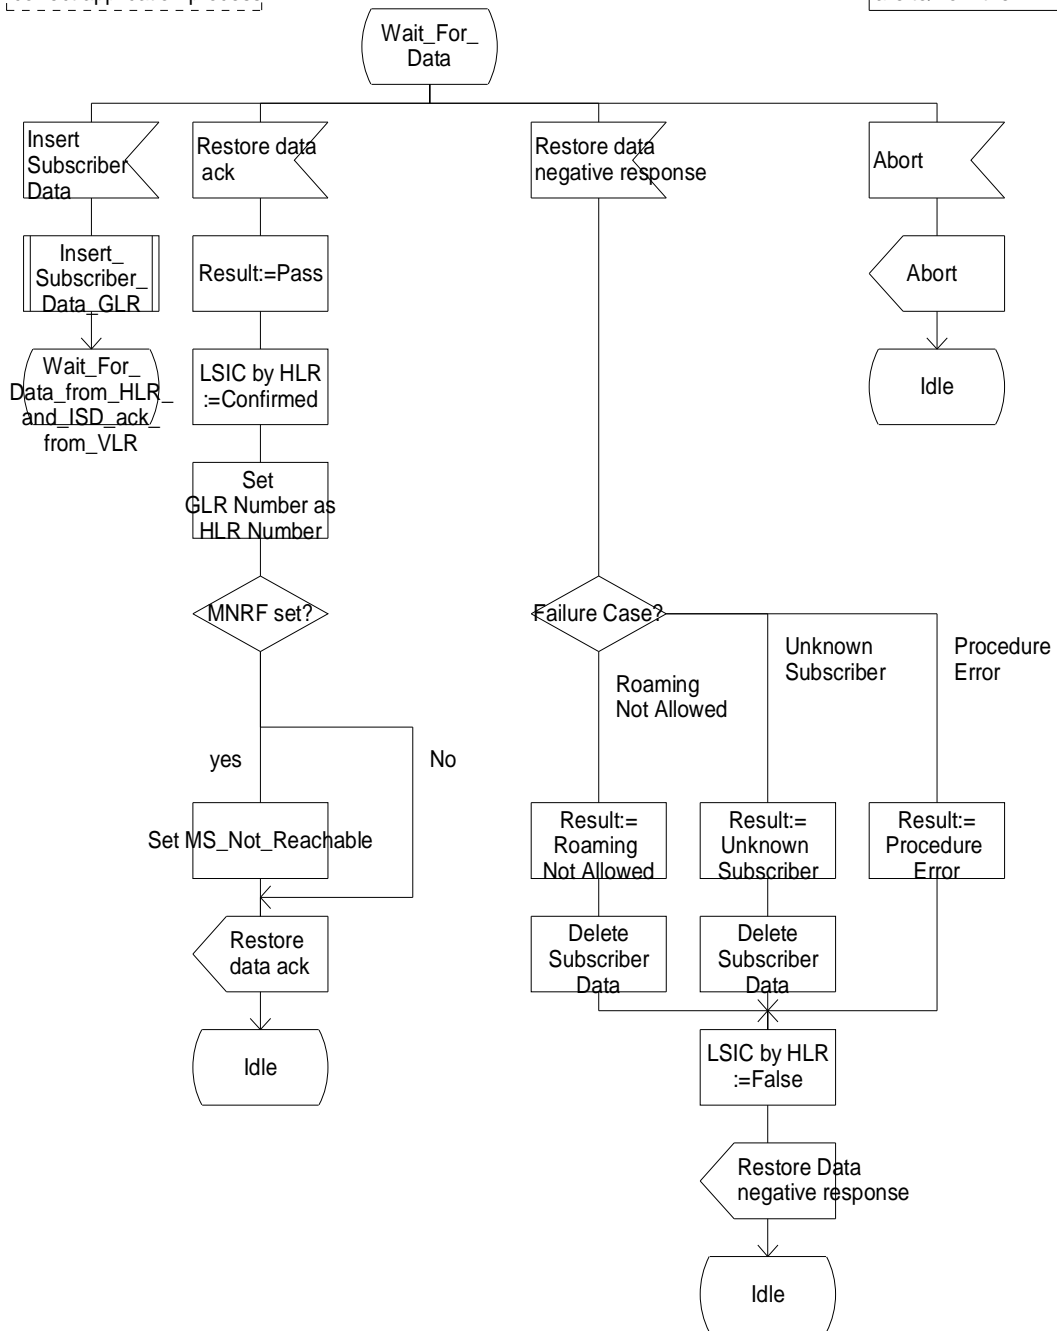 Wait_For_
Data
Insert
Subscriber
Data
Restore data
ack
Restore data
negative response
Abort
Insert_
Subscriber_
Data_GLR
Result:=Pass
Abort
Wait_For_
Data_from_HLR_
and_ISD_ack_
from_VLR
LSIC by HLR
:=Confirmed
Idle
Set
GLR Number as
HLR Number
MNRF set?
Failure Case?
Roaming
Not Allowed
Unknown
Subscriber
Procedure
Error
yes
No
Set MS_Not_Reachable
Result:=
Roaming
Not Allowed
Result:=
Unknown
Subscriber
Result:=
Procedure
Error
Restore
data ack
Delete
Subscriber
Data
Delete
Subscriber
Data
Idle
LSIC by HLR
:=False
Restore Data
negative response
Idle